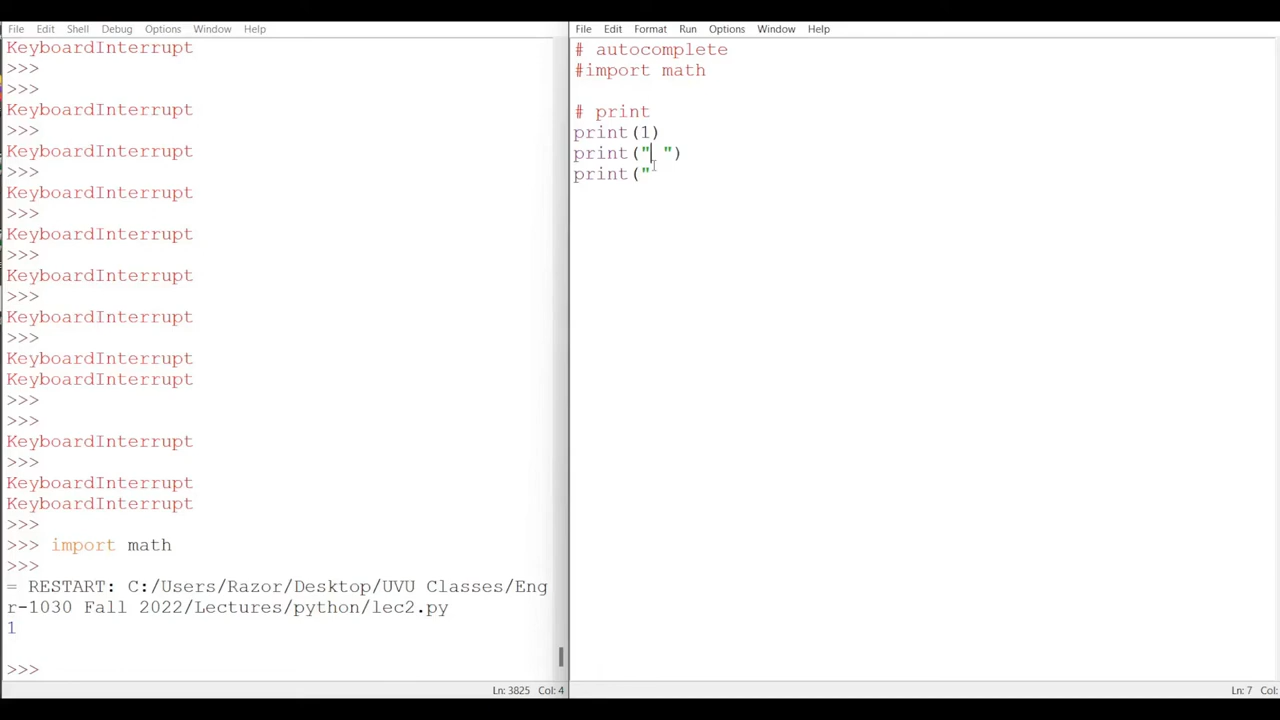 File Edit Shell Debug Options Window Help
KeyboardInterrupt
>>>
>>>
KeyboardInterrupt
>>>
KeyboardInterrupt
>>>
KeyboardInterrupt
>>>
KeyboardInterrupt
>>>
KeyboardInterrupt
>>>
KeyboardInterrupt
>>>
KeyboardInterrupt
KeyboardInterrupt
>>>
>>>
KeyboardInterrupt
>>>
KeyboardInterrupt
KeyboardInterrupt
>>>
>>> import math
>>>
= RESTART: C:/Users/Razor/Desktop/UVU Classes/Eng
r-1030 Fall 2022/Lectures/python/lec2.py
1
>>>
Ln: 3825 Col: 4
File Edit Format Run Options Window Help
# autocomplete
#import math
# print
print(1)
print(" ")
print("
Ln: 7 Col: